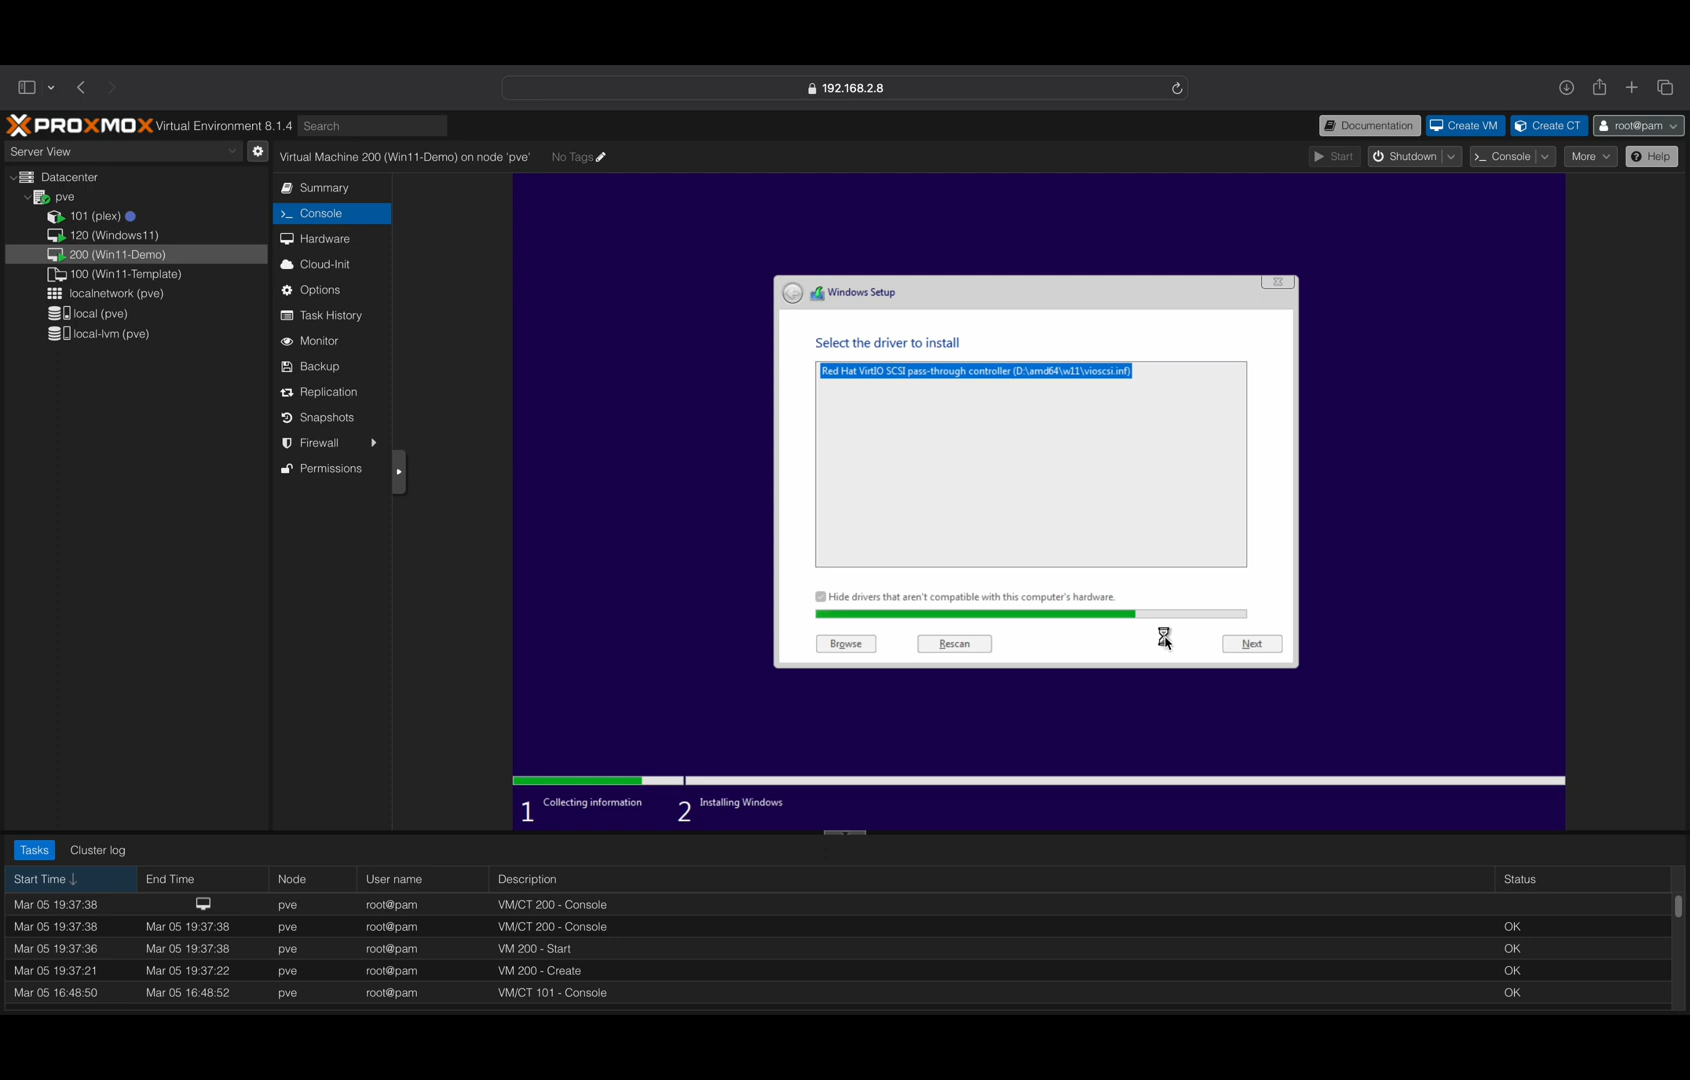 192.168.2.8
PROXMOX Virtual Environment 8.1.4 Search
Documentation Create VM Create CT root@pam
Server View
Virtual Machine 200 (Win11-Demo) on node 'pve' No Tags
Start Shutdown Console More Help
Datacenter
pve
101 (plex)
120 (Windows11)
200 (Win11-Demo)
100 (Win11-Template)
localnetwork (pve)
local (pve)
local-lvm (pve)
Summary
Console
Hardware
Cloud-Init
Options
Task History
Monitor
Backup
Replication
Snapshots
Firewall
Permissions
Windows Setup
Select the driver to install
Red Hat VirtIO SCSI pass-through controller (D:\amd64\w11\vioscsi.inf)
Hide drivers that aren't compatible with this computer's hardware.
Browse Rescan Next
1 Collecting information 2 Installing Windows
Tasks Cluster log
Start Time End Time Node User name Description Status
Mar 05 19:37:38 pve root@pam VM/CT 200 - Console
Mar 05 19:37:38 Mar 05 19:37:38 pve root@pam VM/CT 200 - Console OK
Mar 05 19:37:36 Mar 05 19:37:38 pve root@pam VM 200 - Start OK
Mar 05 19:37:21 Mar 05 19:37:22 pve root@pam VM 200 - Create OK
Mar 05 16:48:50 Mar 05 16:48:52 pve root@pam VM/CT 101 - Console OK